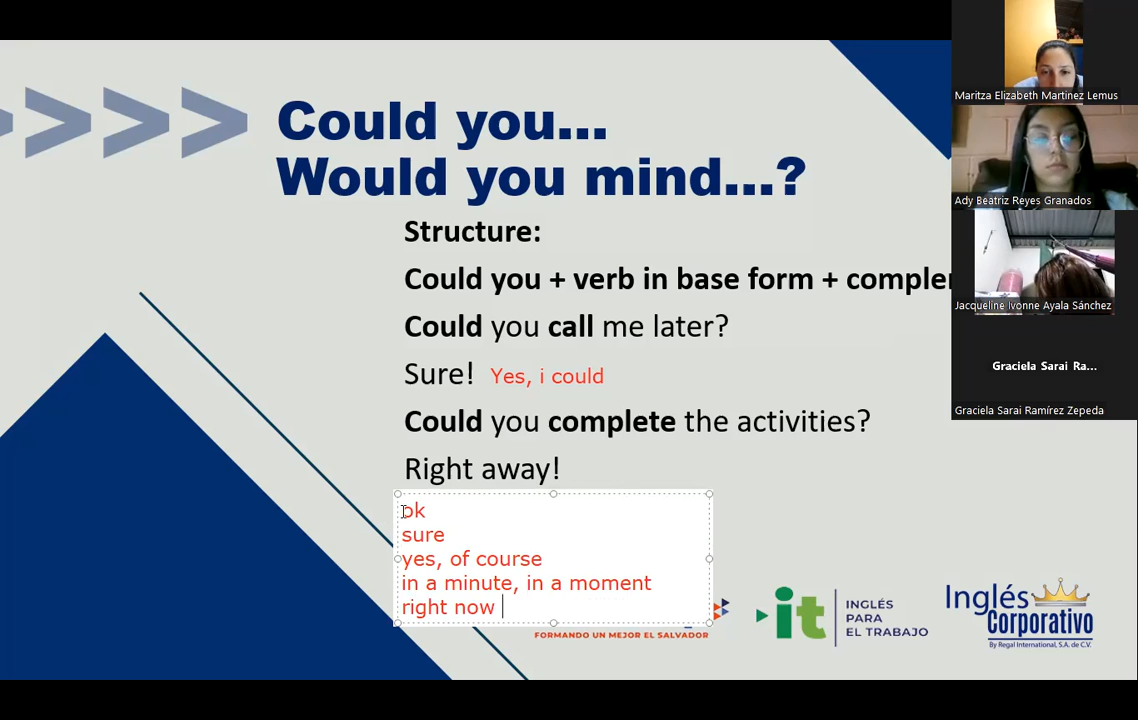 Could you...
Would you mind...?
Structure:
Could you + verb in base form + compler
Could you call me later?
Sure! Yes, i could
Could you complete the activities?
Right away!
ok
sure
yes, of course
in a minute, in a moment
right now
FORMANDO UN MEJOR EL SALVADOR
it
INGLÉS
PARA
EL TRABAJO
Inglés
Corporativo
By Regal International, S.A. de C.V.
Maritza Elizabeth Martinez Lemus
Ady Beatriz Reyes Granados
Jacqueline Ivonne Ayala Sánchez
Graciela Sarai Ra...
Graciela Sarai Ramírez Zepeda